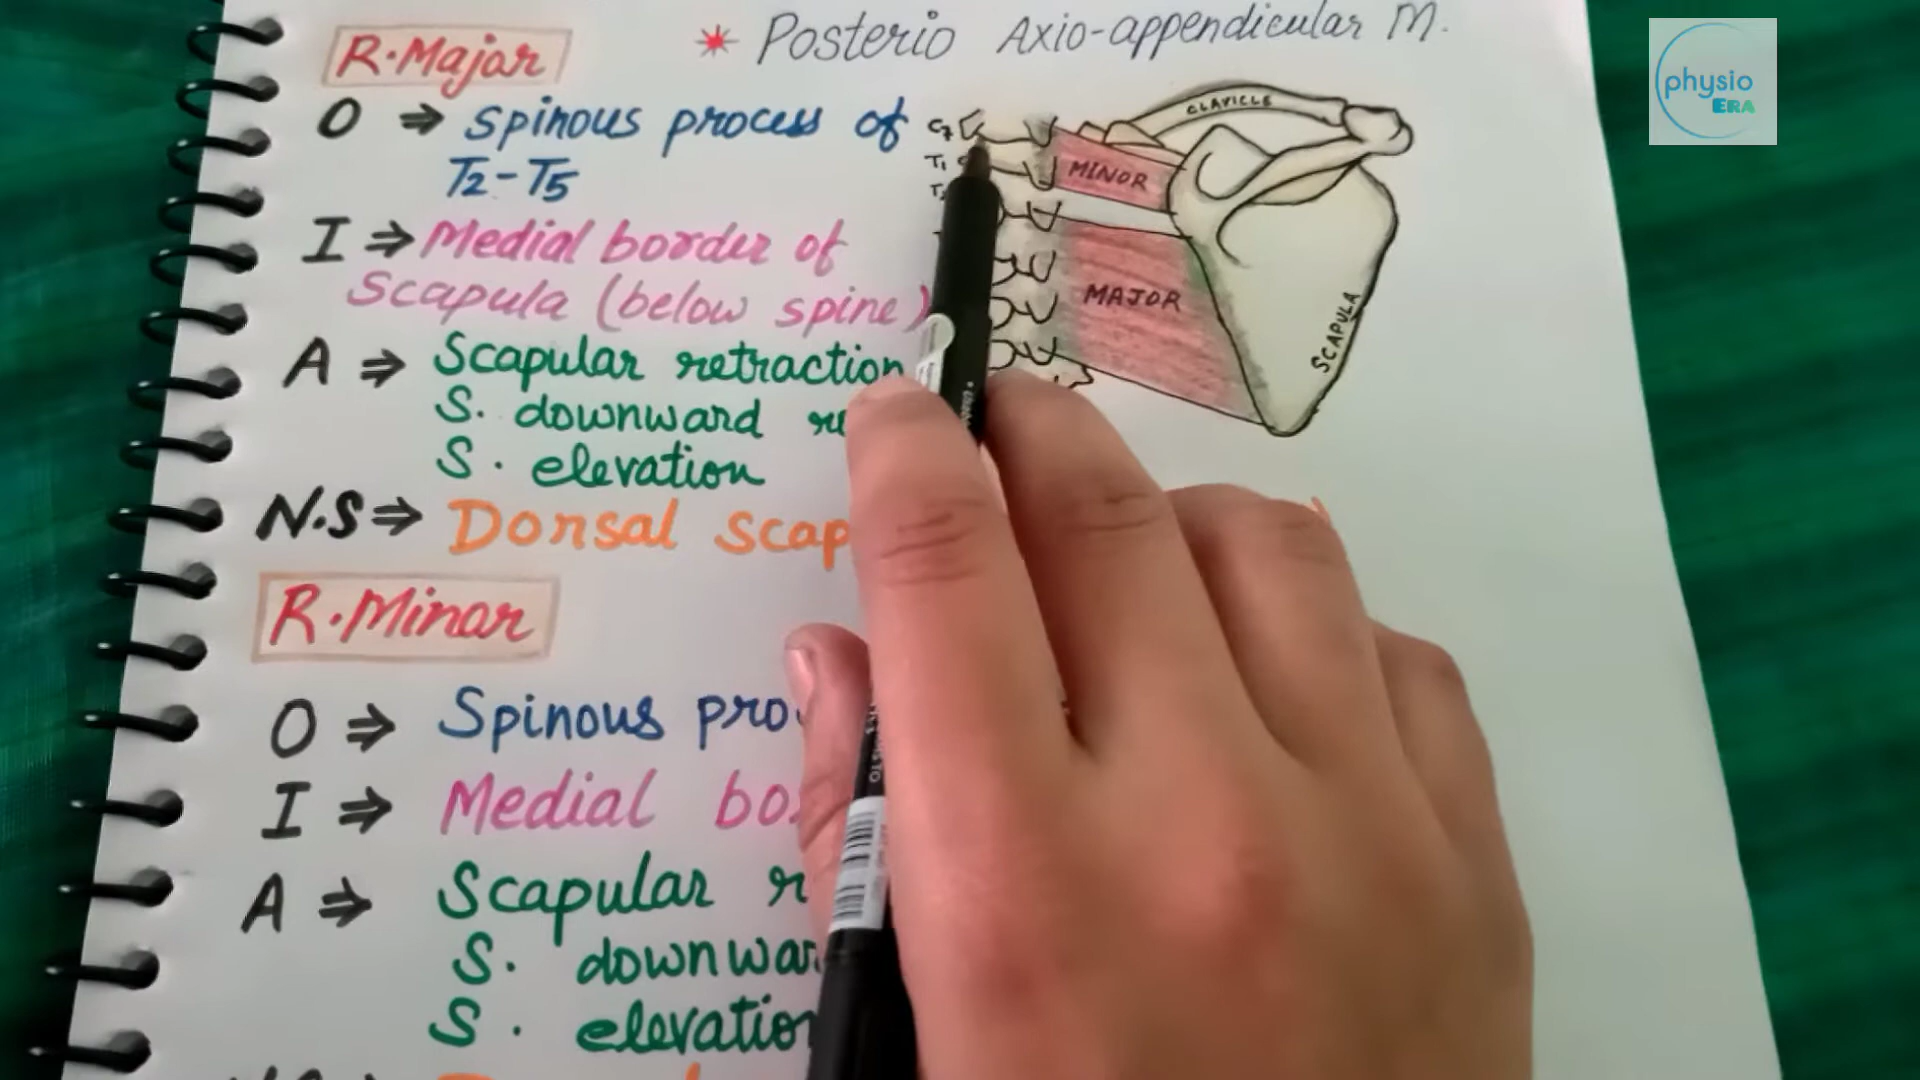 R.Major
* Posterio Axio-appendicular M.
O ⇒ Spinous process of
T2-T5
I ⇒ Medial border of
Scapula (below spine)
A ⇒ Scapular retraction
S. downward
S. elevation
N.S ⇒ Dorsal
R.Minor
O ⇒ Spinous
I ⇒ Medial
A ⇒ Scapular
S.
S. elevation
C7
T1
CLAVICLE
MINOR
MAJOR
SCAPULA
physio
ERA